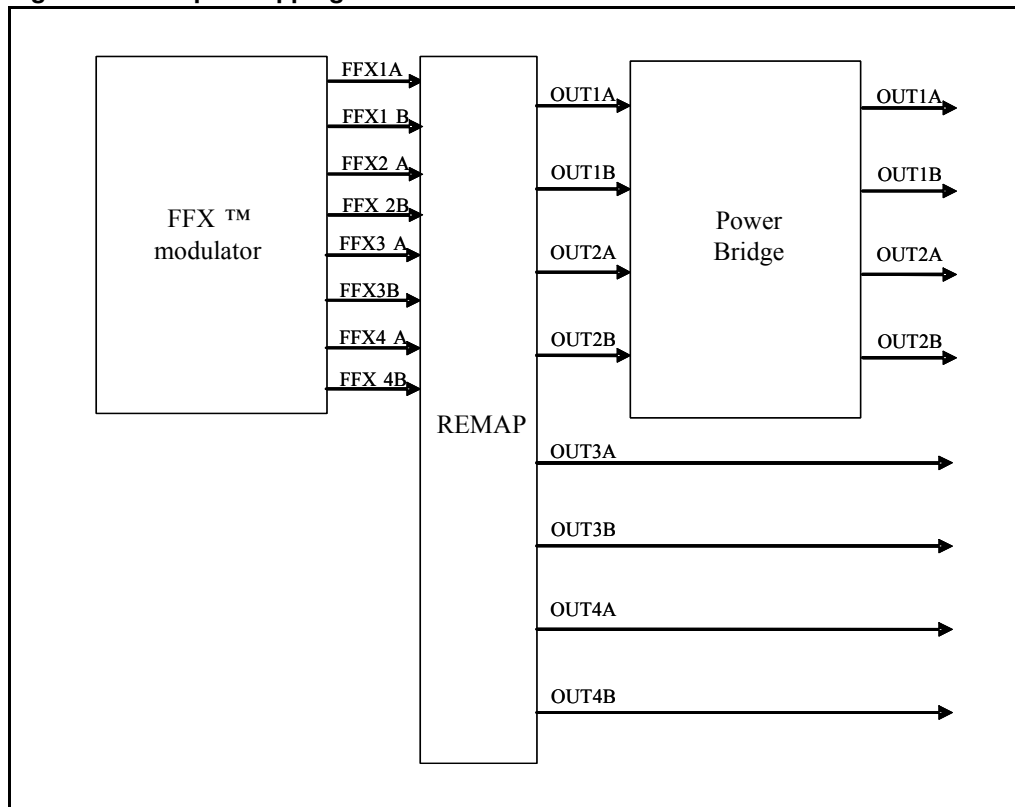 FFX ™
modulator
FFX1A
FFX1 B
FFX2 A
FFX 2B
FFX3 A
FFX3B
FFX4 A
FFX 4B
REMAP
OUT1A
OUT1B
OUT2A
OUT2B
OUT3A
OUT3B
OUT4A
OUT4B
Power
Bridge
OUT1A
OUT1B
OUT2A
OUT2B